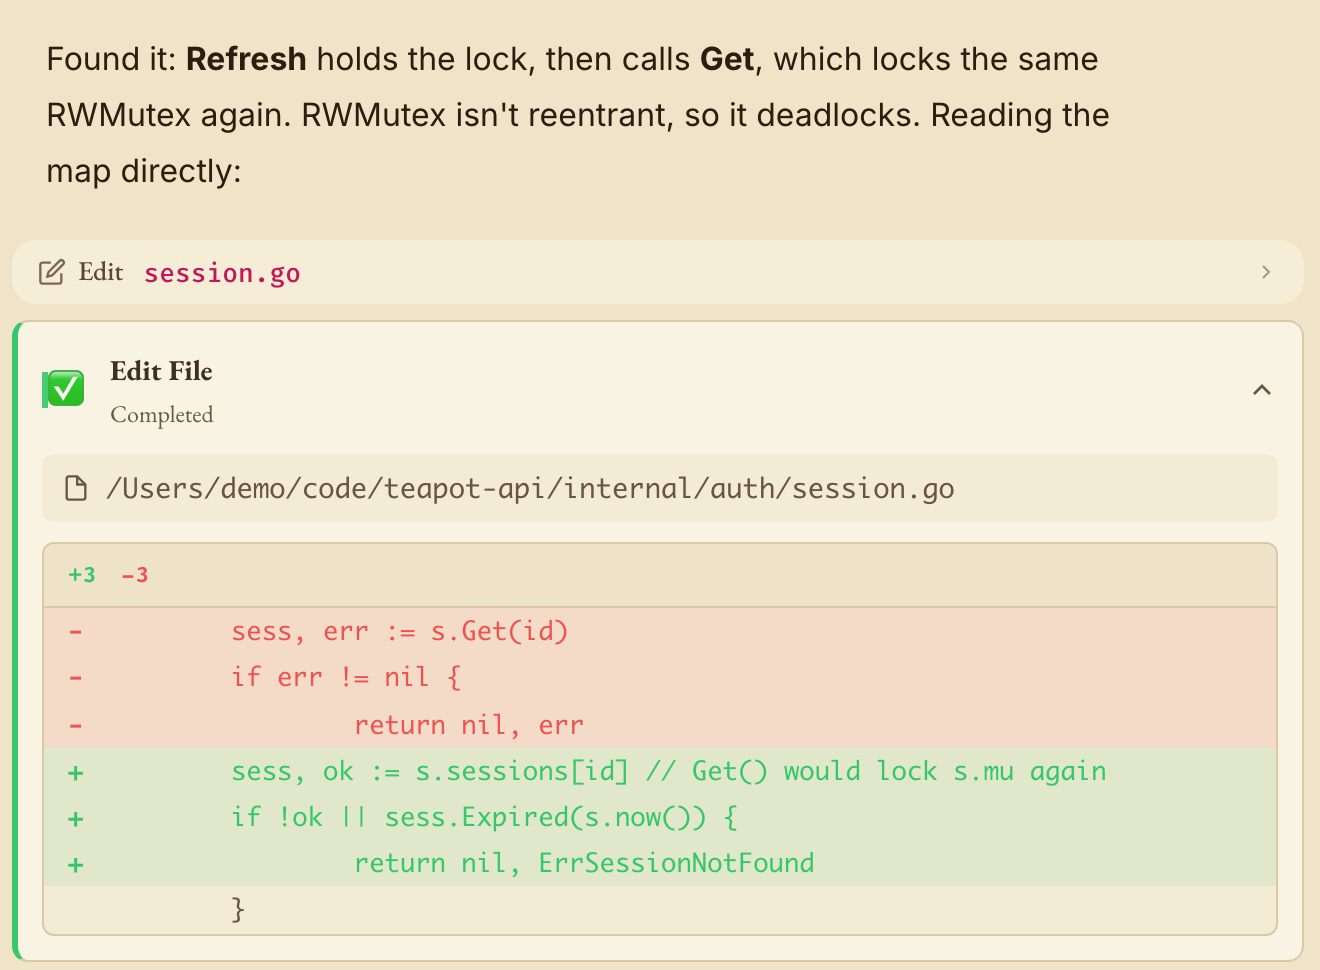 Found it: Refresh holds the lock, then calls Get, which locks the same
RWMutex again. RWMutex isn't reentrant, so it deadlocks. Reading the
map directly:
Edit session.go
Edit File
Completed
/Users/demo/code/teapot-api/internal/auth/session.go
+3 -3
-         sess, err := s.Get(id)
-         if err != nil {
-                 return nil, err
+         sess, ok := s.sessions[id] // Get() would lock s.mu again
+         if !ok || sess.Expired(s.now()) {
+                 return nil, ErrSessionNotFound
          }